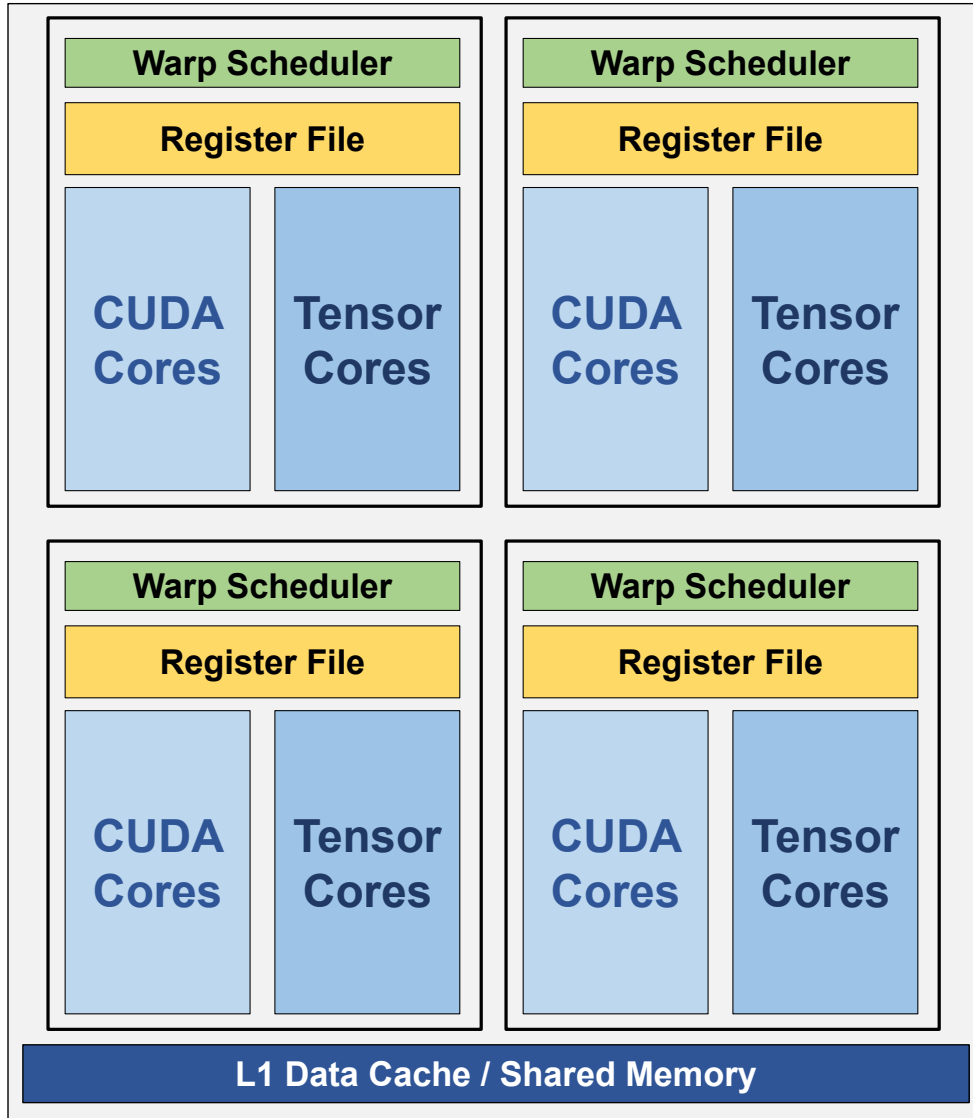 Warp Scheduler
Register File
CUDA
Cores
Tensor
Cores
Warp Scheduler
Register File
CUDA
Cores
Tensor
Cores
Warp Scheduler
Register File
CUDA
Cores
Tensor
Cores
Warp Scheduler
Register File
CUDA
Cores
Tensor
Cores
L1 Data Cache / Shared Memory